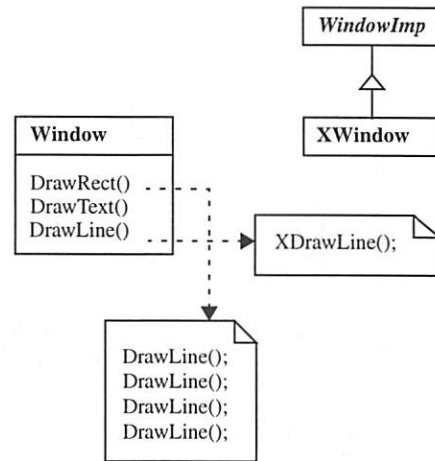 WindowImp
XWindow
Window
DrawRect()
DrawText()
DrawLine()
XDrawLine();
DrawLine();
DrawLine();
DrawLine();
DrawLine();